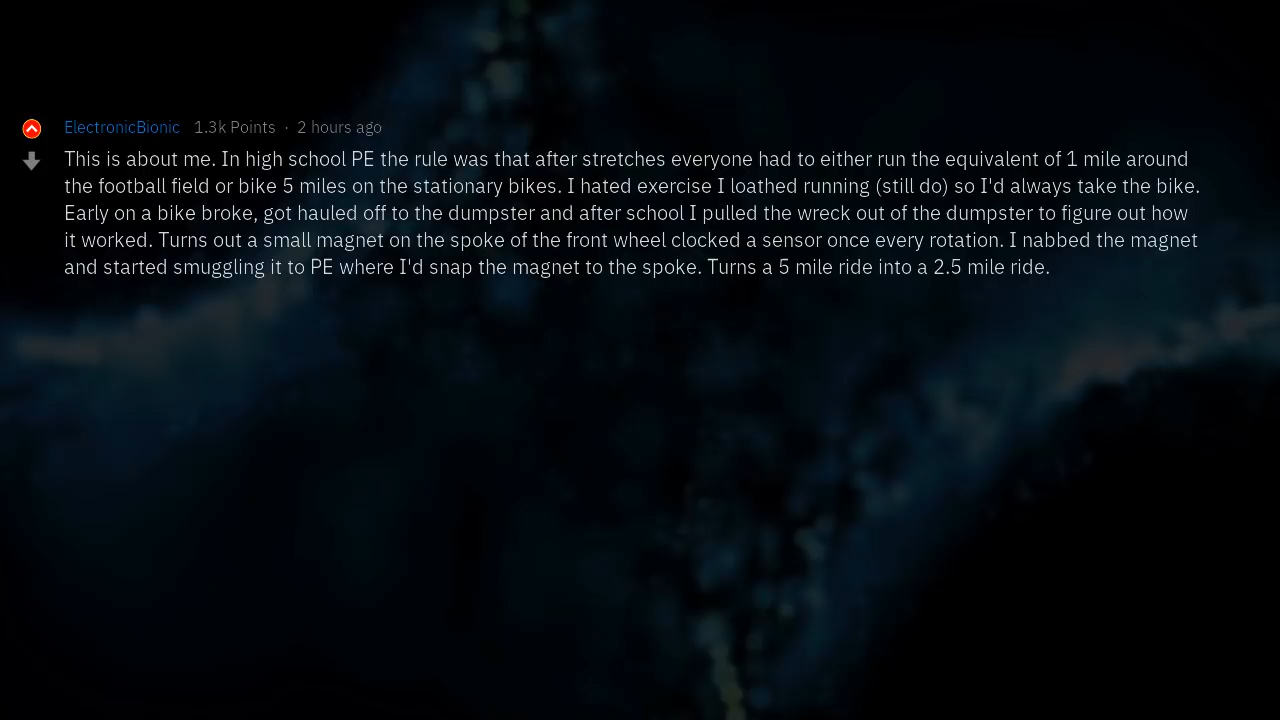 ElectronicBionic 1.3k Points · 2 hours ago
This is about me. In high school PE the rule was that after stretches everyone had to either run the equivalent of 1 mile around
the football field or bike 5 miles on the stationary bikes. I hated exercise I loathed running (still do) so I'd always take the bike.
Early on a bike broke, got hauled off to the dumpster and after school I pulled the wreck out of the dumpster to figure out how
it worked. Turns out a small magnet on the spoke of the front wheel clocked a sensor once every rotation. I nabbed the magnet
and started smuggling it to PE where I'd snap the magnet to the spoke. Turns a 5 mile ride into a 2.5 mile ride.